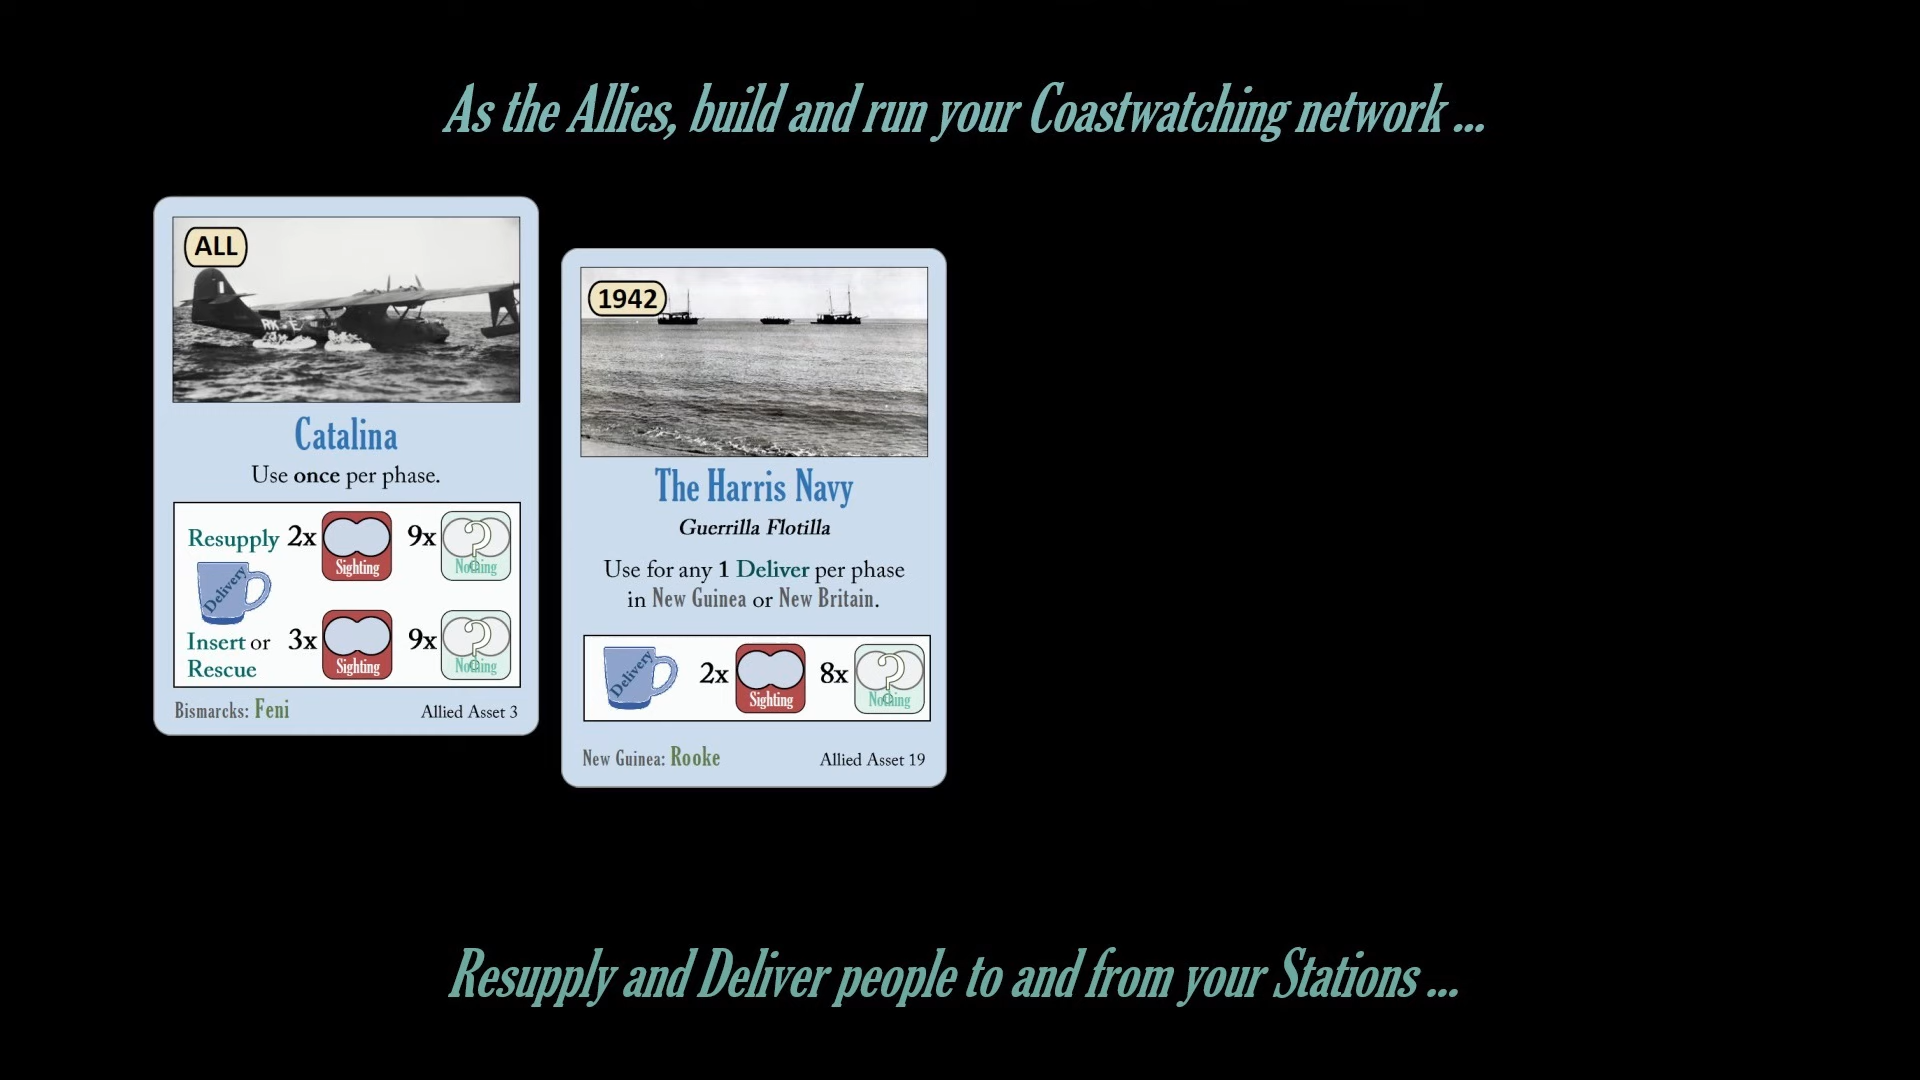 As the Allies, build and run your Coastwatching network ...
ALL
RK E
Catalina
Use once per phase.
Resupply 2x Sighting 9x Nothing
Delivery
Insert or Rescue 3x Sighting 9x Nothing
Bismarcks: Feni Allied Asset 3
1942
The Harris Navy
Guerrilla Flotilla
Use for any 1 Deliver per phase
in New Guinea or New Britain.
Delivery 2x Sighting 8x Nothing
New Guinea: Rooke Allied Asset 19
Resupply and Deliver people to and from your Stations ...